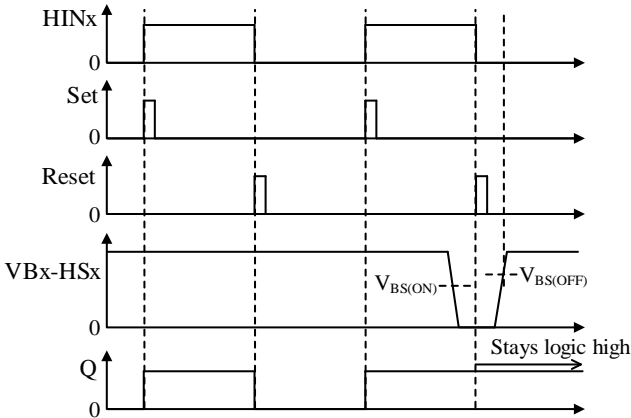 HINx
0
Set
0
Reset
0
VBx-HSx
VBS(ON)
VBS(OFF)
0
Stays logic high
Q
0